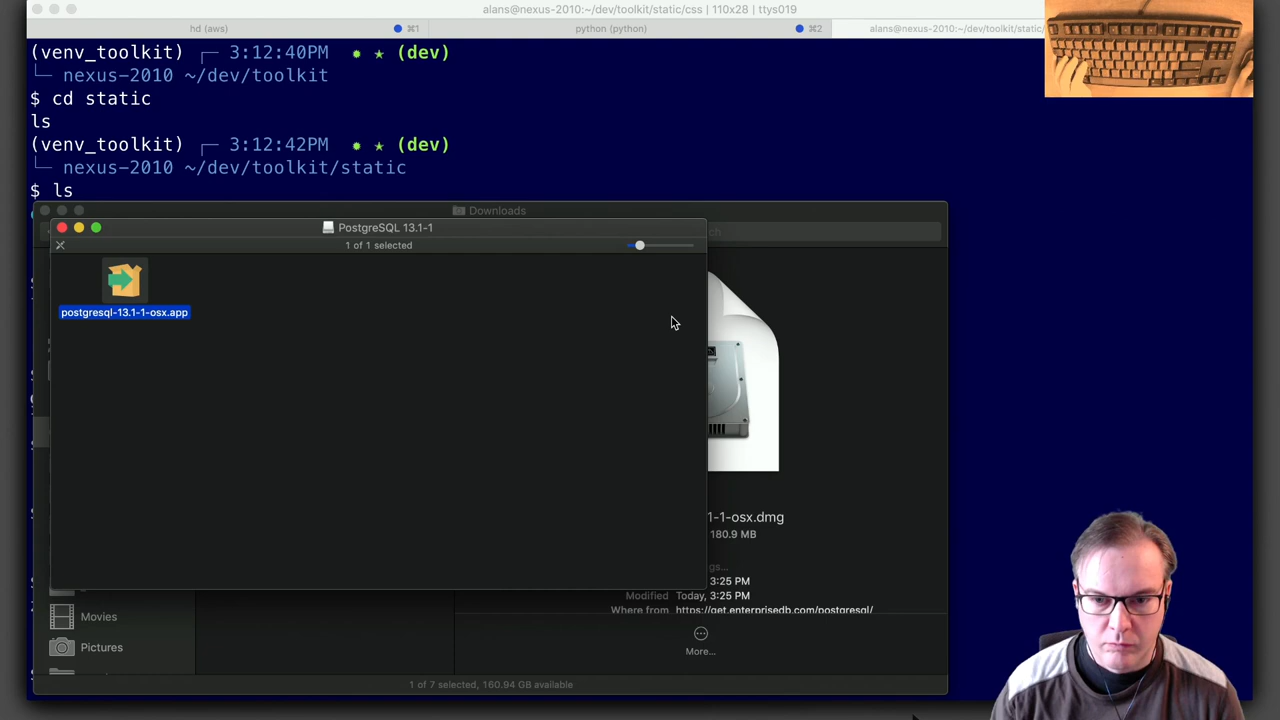 alans@nexus-2010:~/dev/toolkit/static/css | 110x28 | ttys019
hd (aws) ⌘1 python (python) ⌘2 alans@nexus-2010:~/dev/toolkit/static/
(venv_toolkit) ┌─ 3:12:40PM ✹ ★ (dev)
└─ nexus-2010 ~/dev/toolkit
$ cd static
ls
(venv_toolkit) ┌─ 3:12:42PM ✹ ★ (dev)
└─ nexus-2010 ~/dev/toolkit/static
$ ls
Downloads
PostgreSQL 13.1-1
1 of 1 selected
postgresql-13.1-1-osx.app
1-1-osx.dmg
180.9 MB
gs...
3:25 PM
Modified Today, 3:25 PM
Where from https://get.enterprisedb.com/postgresql/
Movies
Pictures
More...
1 of 7 selected, 160.94 GB available